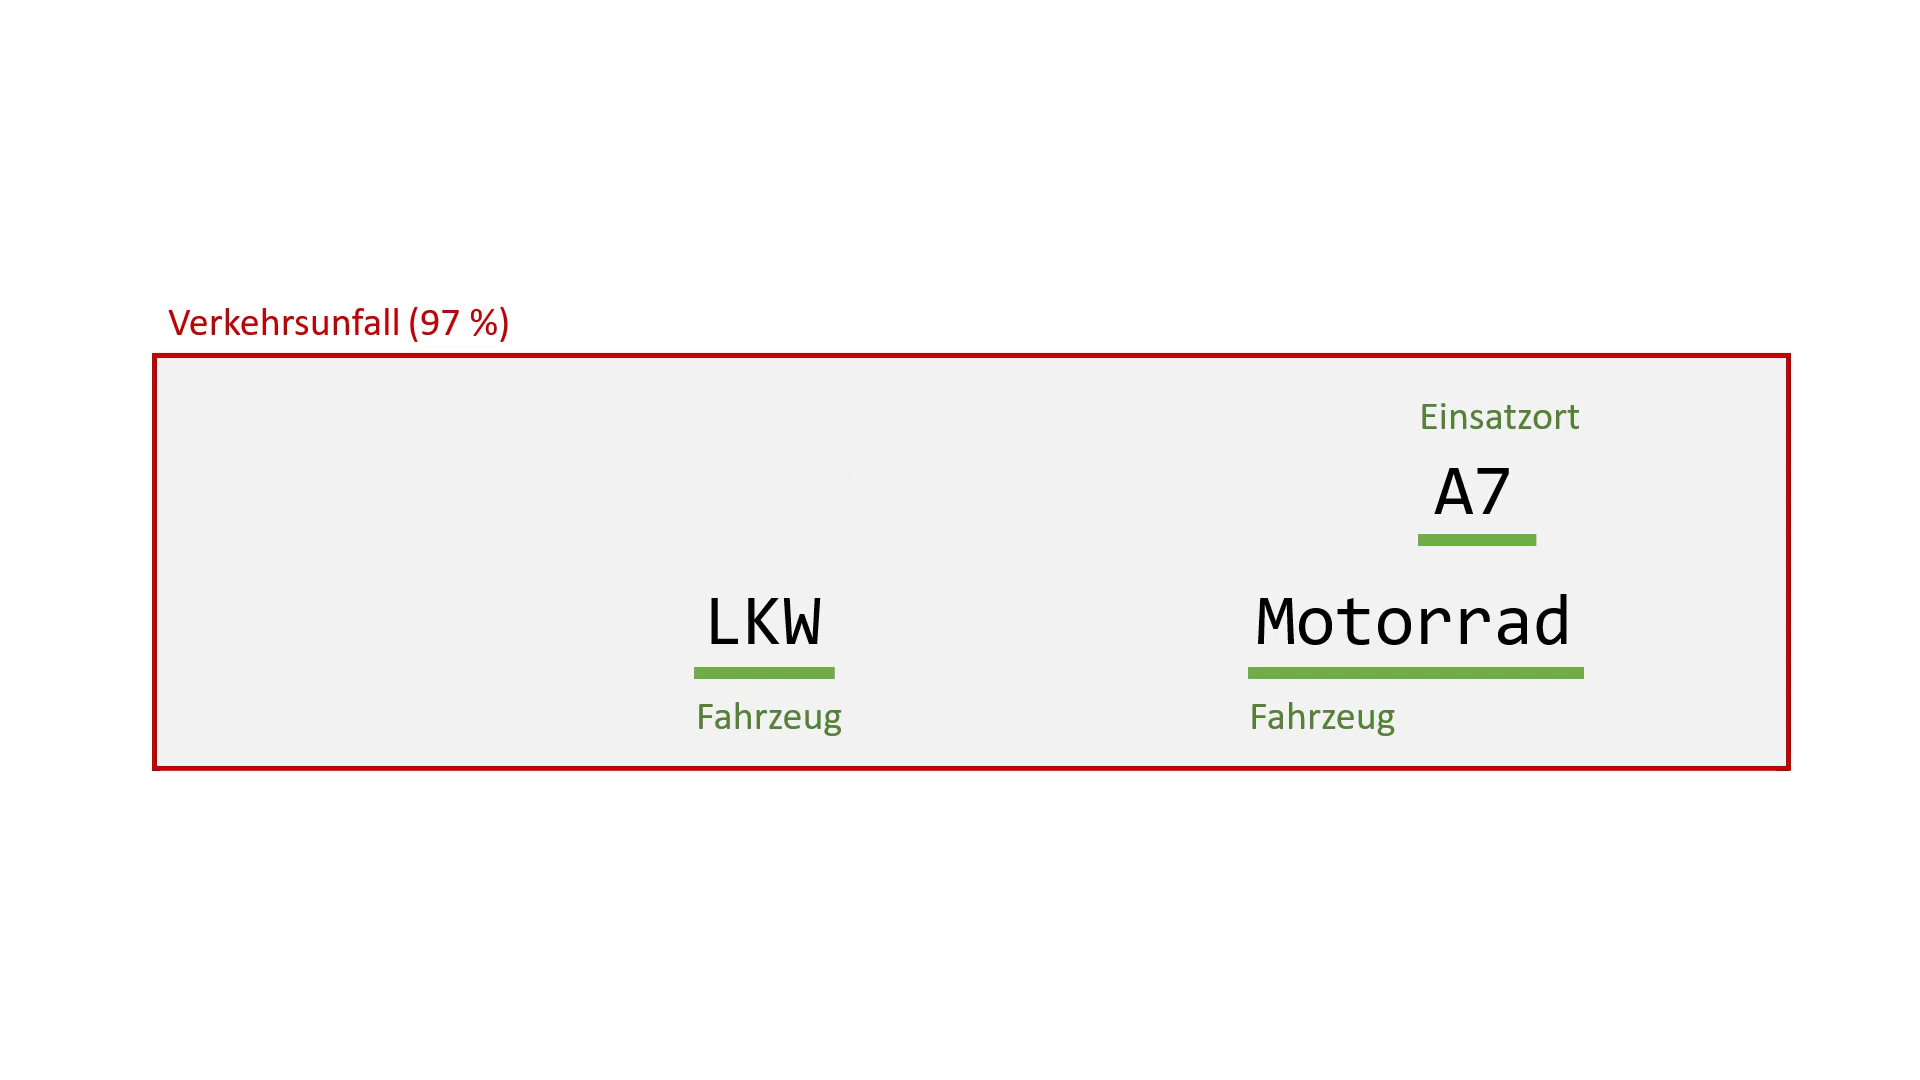 Verkehrsunfall (97 %)
Einsatzort
A7
LKW Motorrad
Fahrzeug Fahrzeug